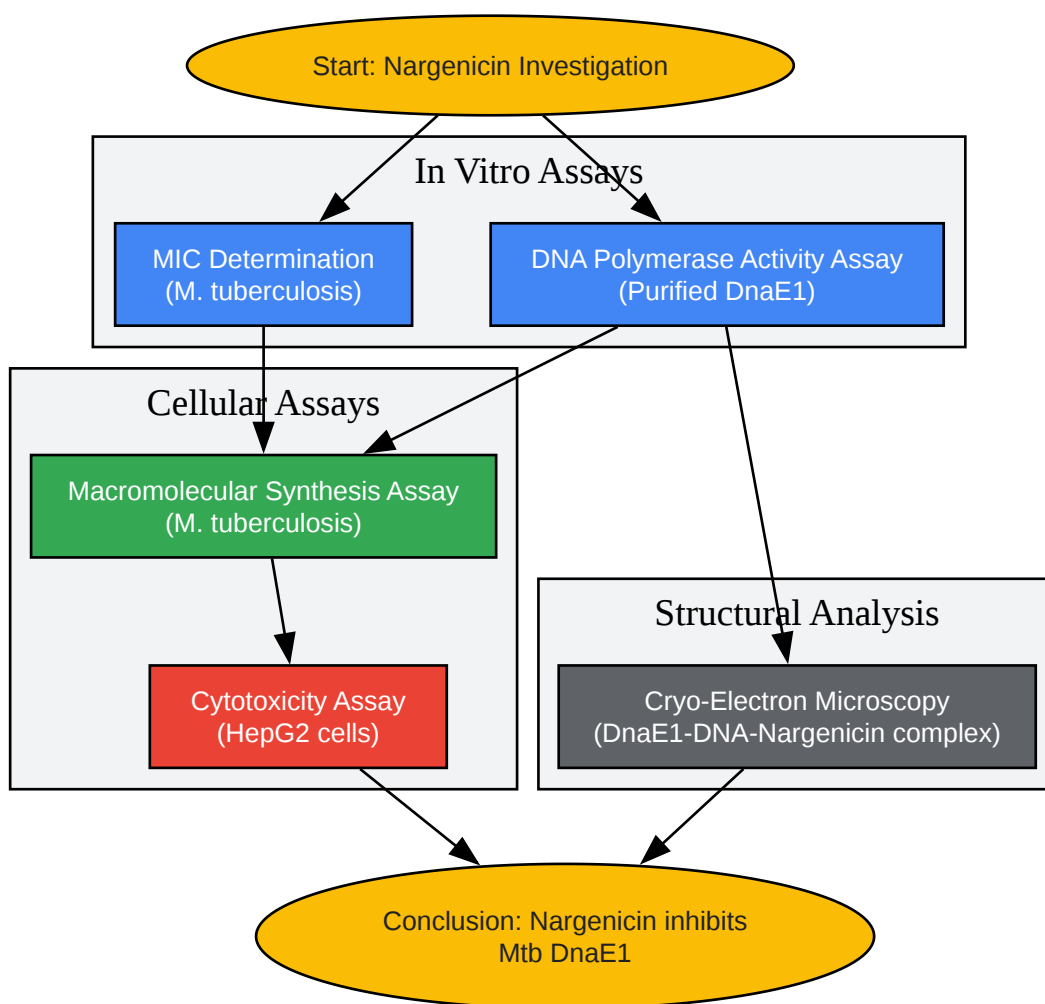 Start: Nargenicin Investigation
In Vitro Assays
MIC Determination
(M. tuberculosis)
DNA Polymerase Activity Assay
(Purified DnaE1)
Cellular Assays
Macromolecular Synthesis Assay
(M. tuberculosis)
Structural Analysis
Cytotoxicity Assay
(HepG2 cells)
Cryo-Electron Microscopy
(DnaE1-DNA-Nargenicin complex)
Conclusion: Nargenicin inhibits
Mtb DnaE1